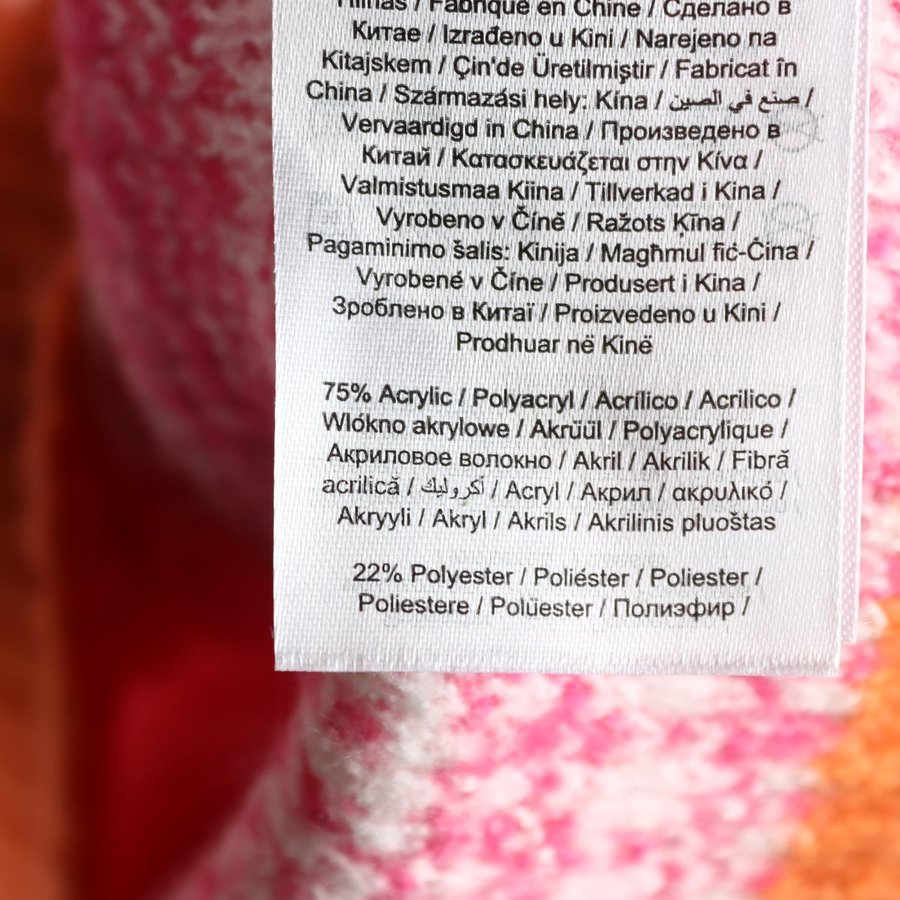 Hiinas / Fabriqué en Chine / Сделано в
Китае / Izrađeno u Kini / Narejeno na
Kitajskem / Çin'de Üretilmiştir / Fabricat în
China / Származási hely: Kína / صنع في الصين /
Vervaardigd in China / Произведено в
Китай / Κατασκευάζεται στην Κίνα /
Valmistusmaa Kiina / Tillverkad i Kina /
Vyrobeno v Číně / Ražots Ķīna /
Pagaminimo šalis: Kinija / Magħmul fiċ-Ċina /
Vyrobené v Číne / Produsert i Kina /
Зроблено в Китаї / Proizvedeno u Kini /
Prodhuar në Kinë
75% Acrylic / Polyacryl / Acrílico / Acrilico /
Wlókno akrylowe / Akrüül / Polyacrylique /
Акриловое волокно / Akril / Akrilik / Fibră
acrilică / أكروليك / Acryl / Акрил / ακρυλικό /
Akryyli / Akryl / Akrils / Akrilinis pluoštas
22% Polyester / Poliéster / Poliester /
Poliestere / Polüester / Полиэфир /